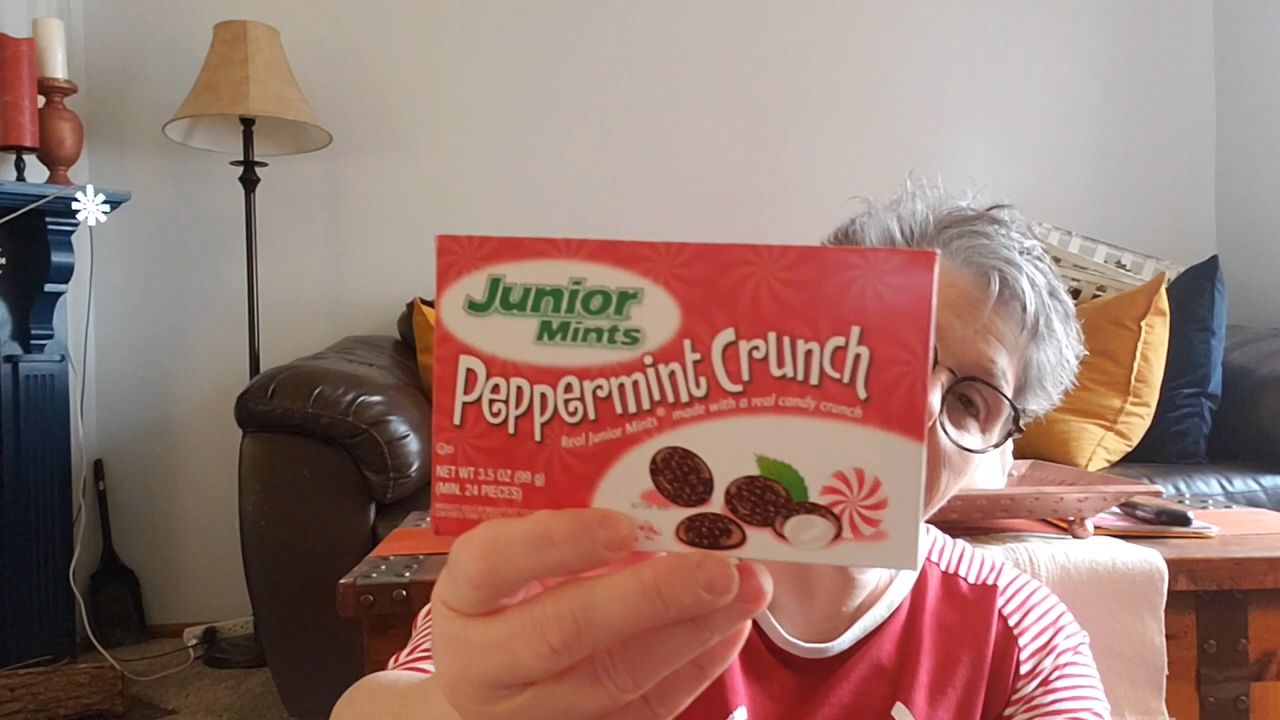 Junior
Mints
Peppermint Crunch
Real Junior Mints® made with a real candy crunch
NET WT 3.5 OZ (99 g)
(MIN. 24 PIECES)